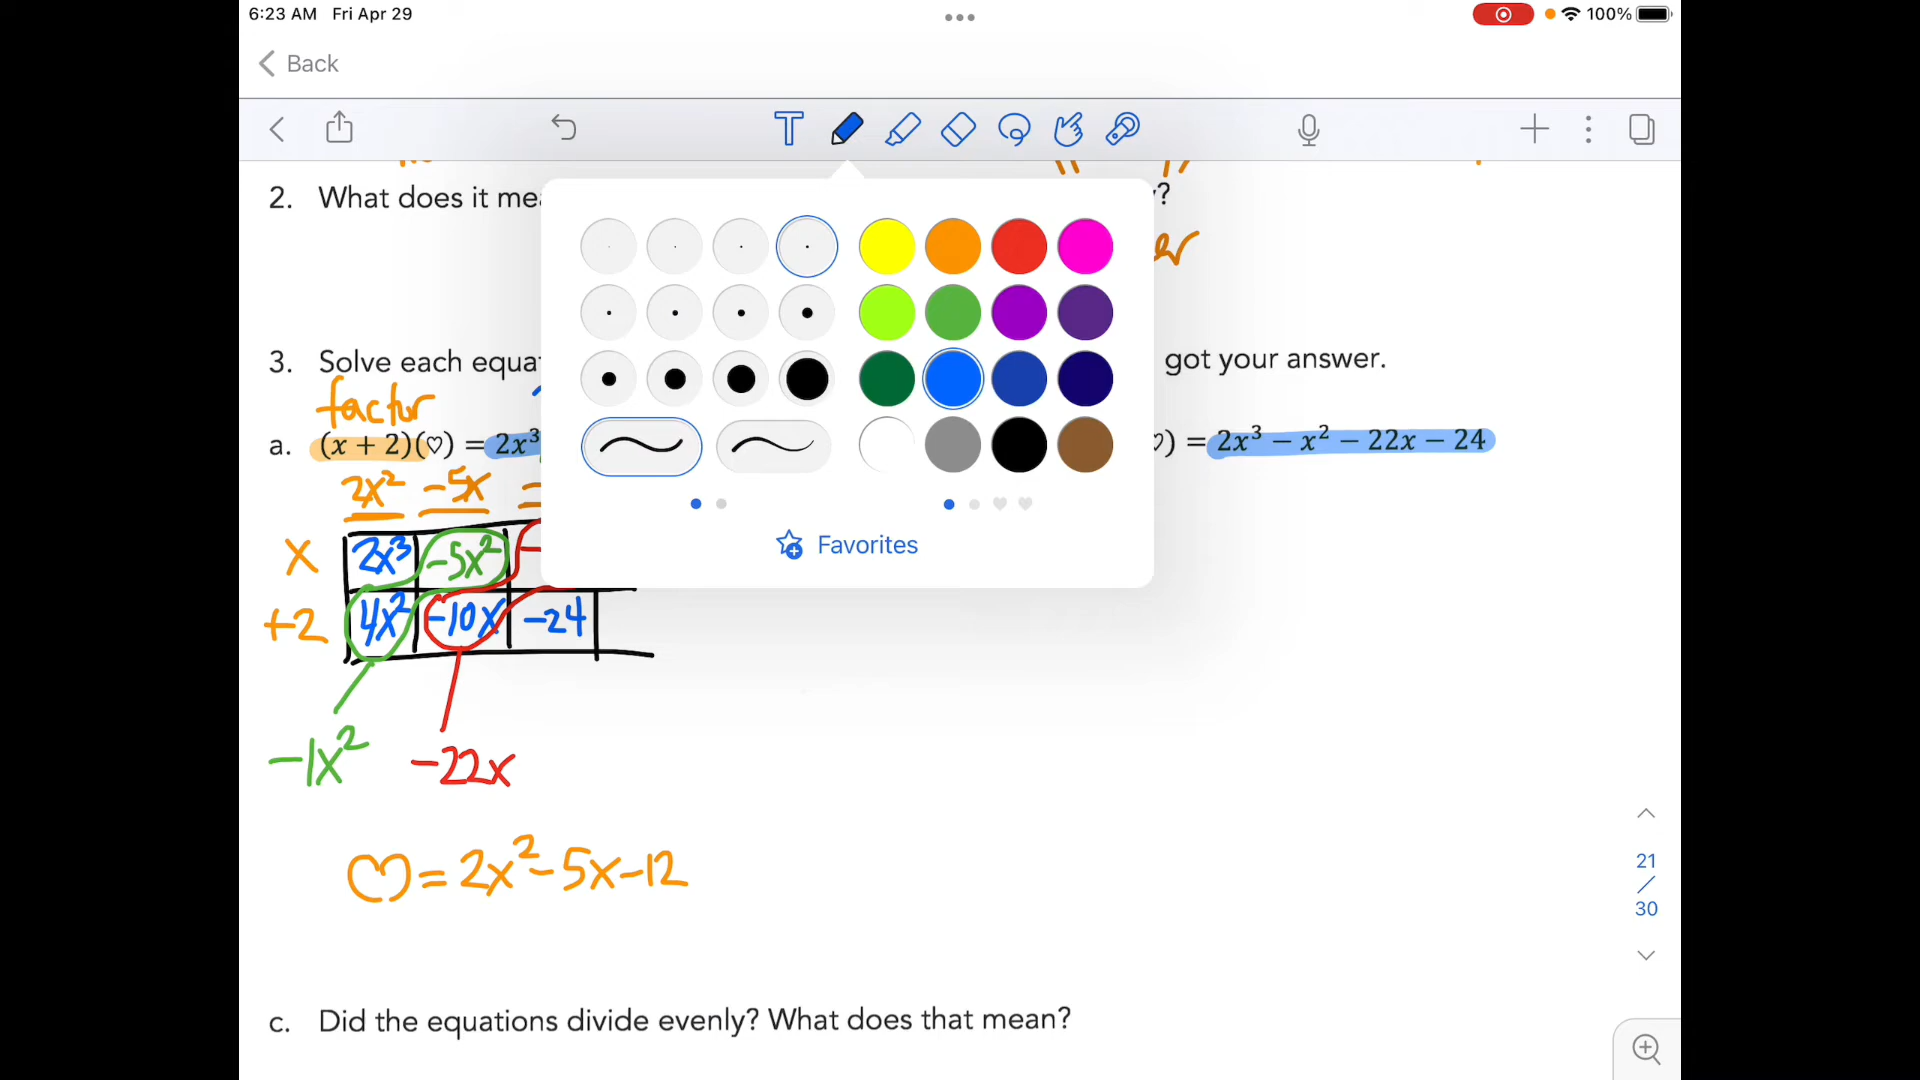 6:23 AM Fri Apr 29
100%
Back
2. What does it mea ?
er
3. Solve each equa got your answer.
factor
a. (x + 2)(♡) = 2x³ ♡) = 2x³ − x² − 22x − 24
2x² −5x
x 2x³ −5x²
+2 4x² −10x −24
−1x² −22x
♡ = 2x² − 5x − 12
Favorites
21
/
30
c. Did the equations divide evenly? What does that mean?